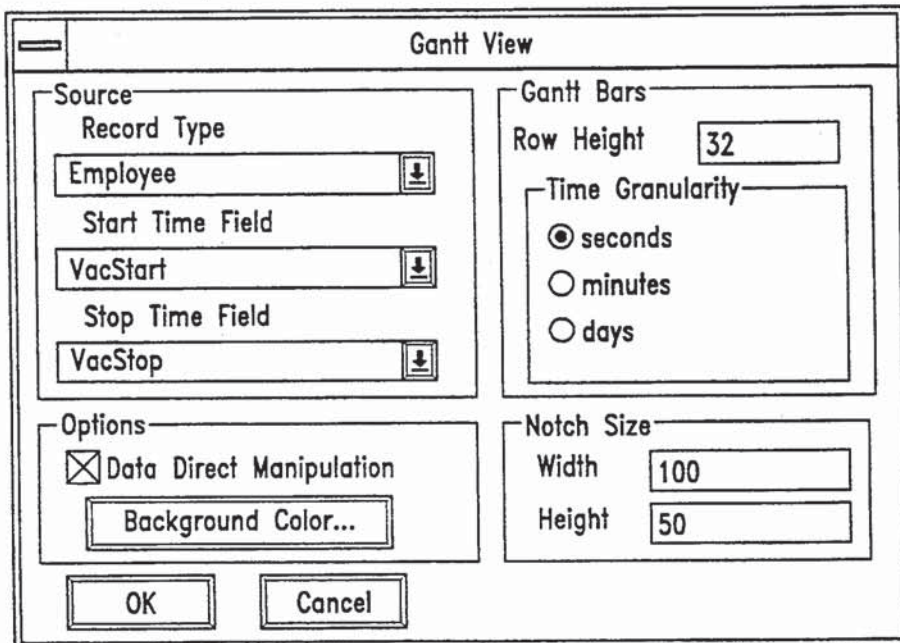 Gantt View
Source
Record Type
Employee
Start Time Field
VacStart
Stop Time Field
VacStop
Gantt Bars
Row Height 32
Time Granularity
seconds
minutes
days
Options
Data Direct Manipulation
Background Color...
Notch Size
Width 100
Height 50
OK
Cancel